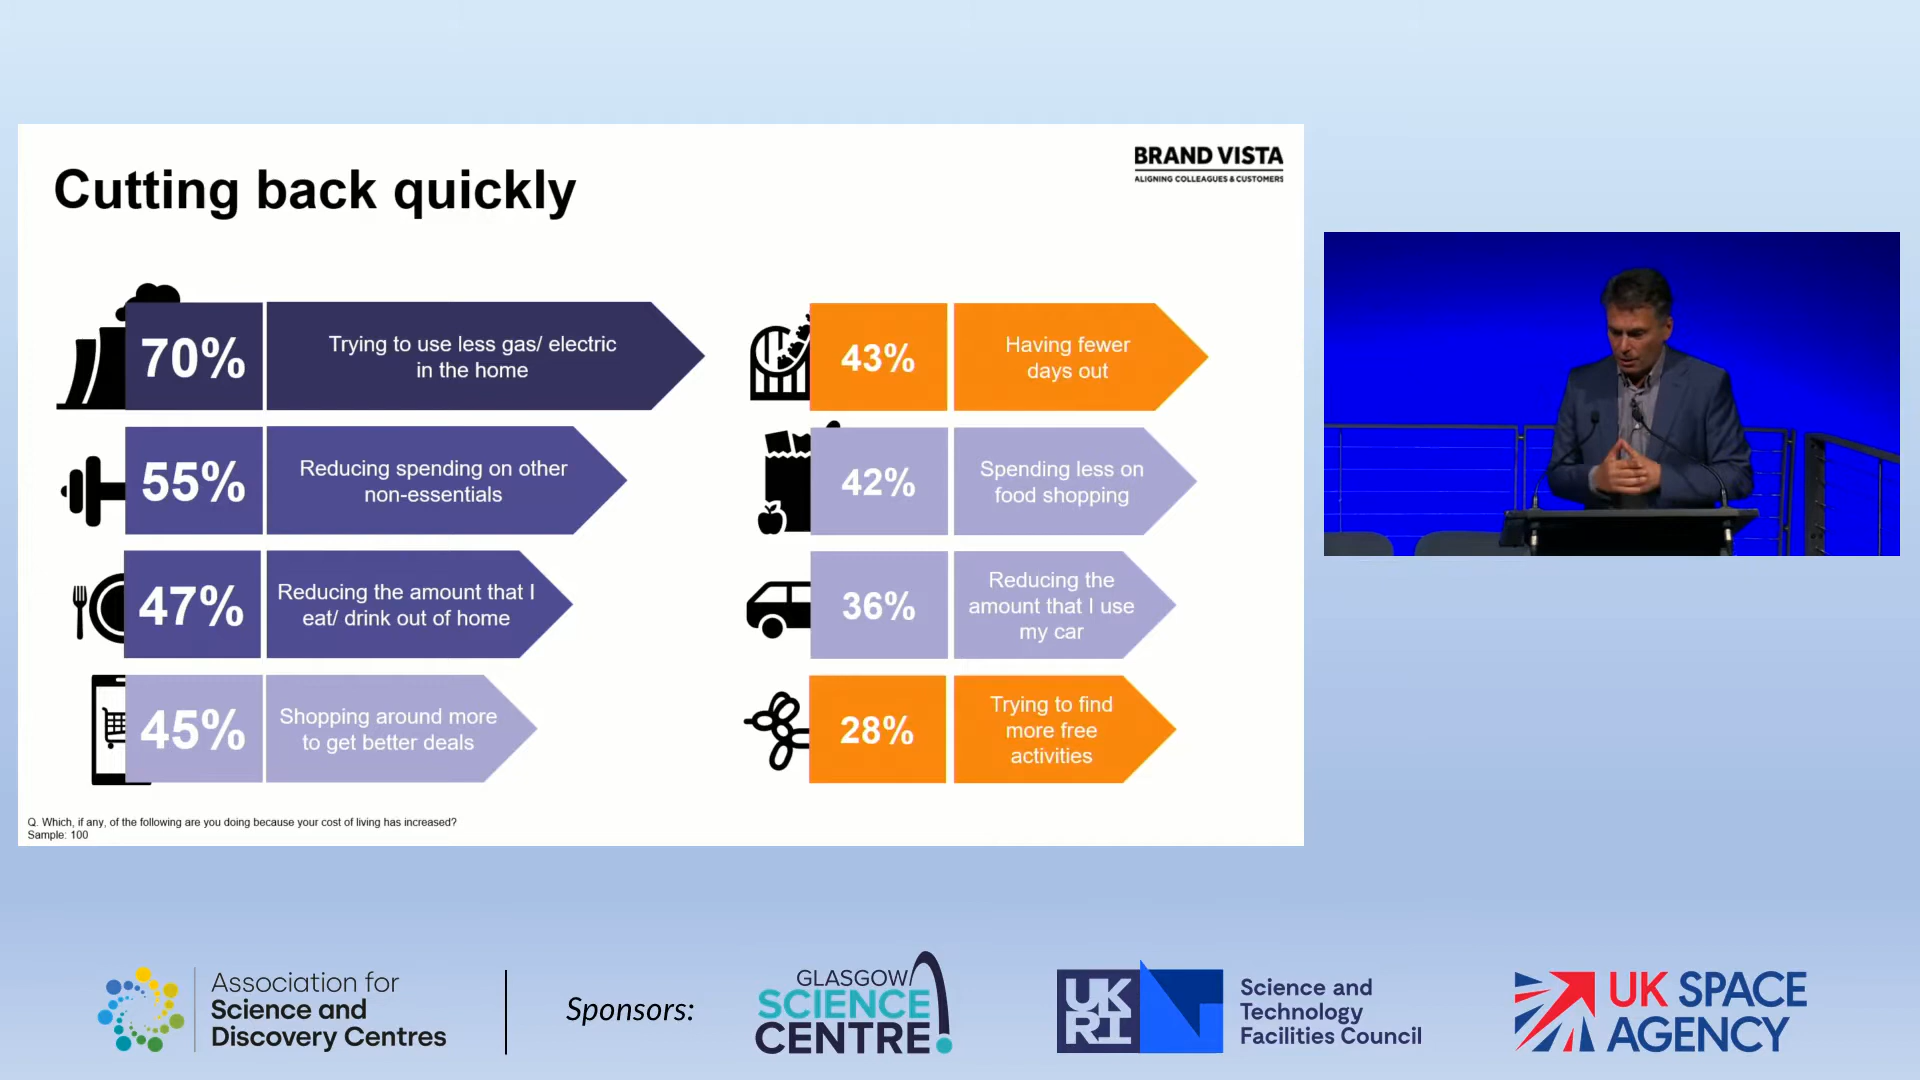 Cutting back quickly
BRAND VISTA
ALIGNING COLLEAGUES & CUSTOMERS
70%
Trying to use less gas/ electric
in the home
55%
Reducing spending on other
non-essentials
47%
Reducing the amount that I
eat/ drink out of home
45%
Shopping around more
to get better deals
43%
Having fewer
days out
42%
Spending less on
food shopping
36%
Reducing the
amount that I use
my car
28%
Trying to find
more free
activities
Q. Which, if any, of the following are you doing because your cost of living has increased?
Sample: 100
Association for
Science and
Discovery Centres
Sponsors:
GLASGOW
SCIENCE
CENTRE
UK
RI
Science and
Technology
Facilities Council
UK SPACE
AGENCY